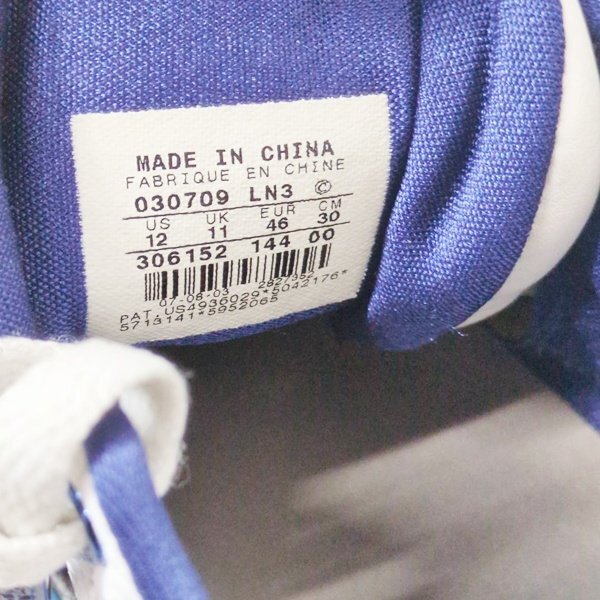 MADE IN CHINA
FABRIQUE EN CHINE
030709 LN3 ©
US UK EUR CM
12 11 46 30
306152 144 00
07-08-03 2827352
PAT.US4936029*5042176*
5713141*5952065